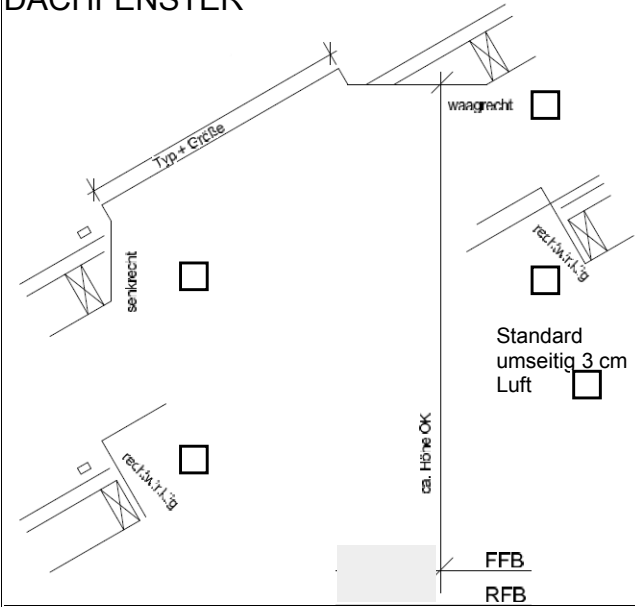 DACHFENSTER
waagrecht
Typ + Größe
rechtwinklig
senkrecht
Standard
umseitig 3 cm
Luft
ca. Höhe OK
rechtwinklig
FFB
RFB